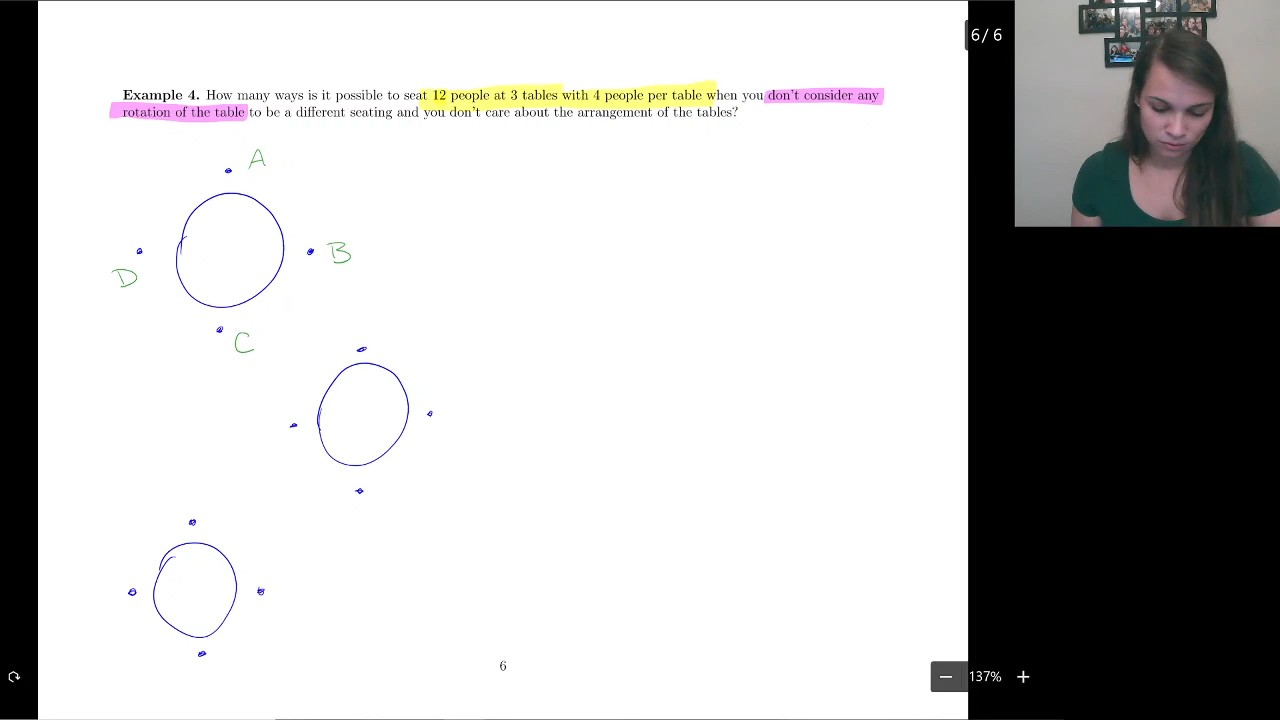 6 / 6
Example 4. How many ways is it possible to seat 12 people at 3 tables with 4 people per table when you don't consider any
rotation of the table to be a different seating and you don't care about the arrangement of the tables?
A
B
D
C
6
137%